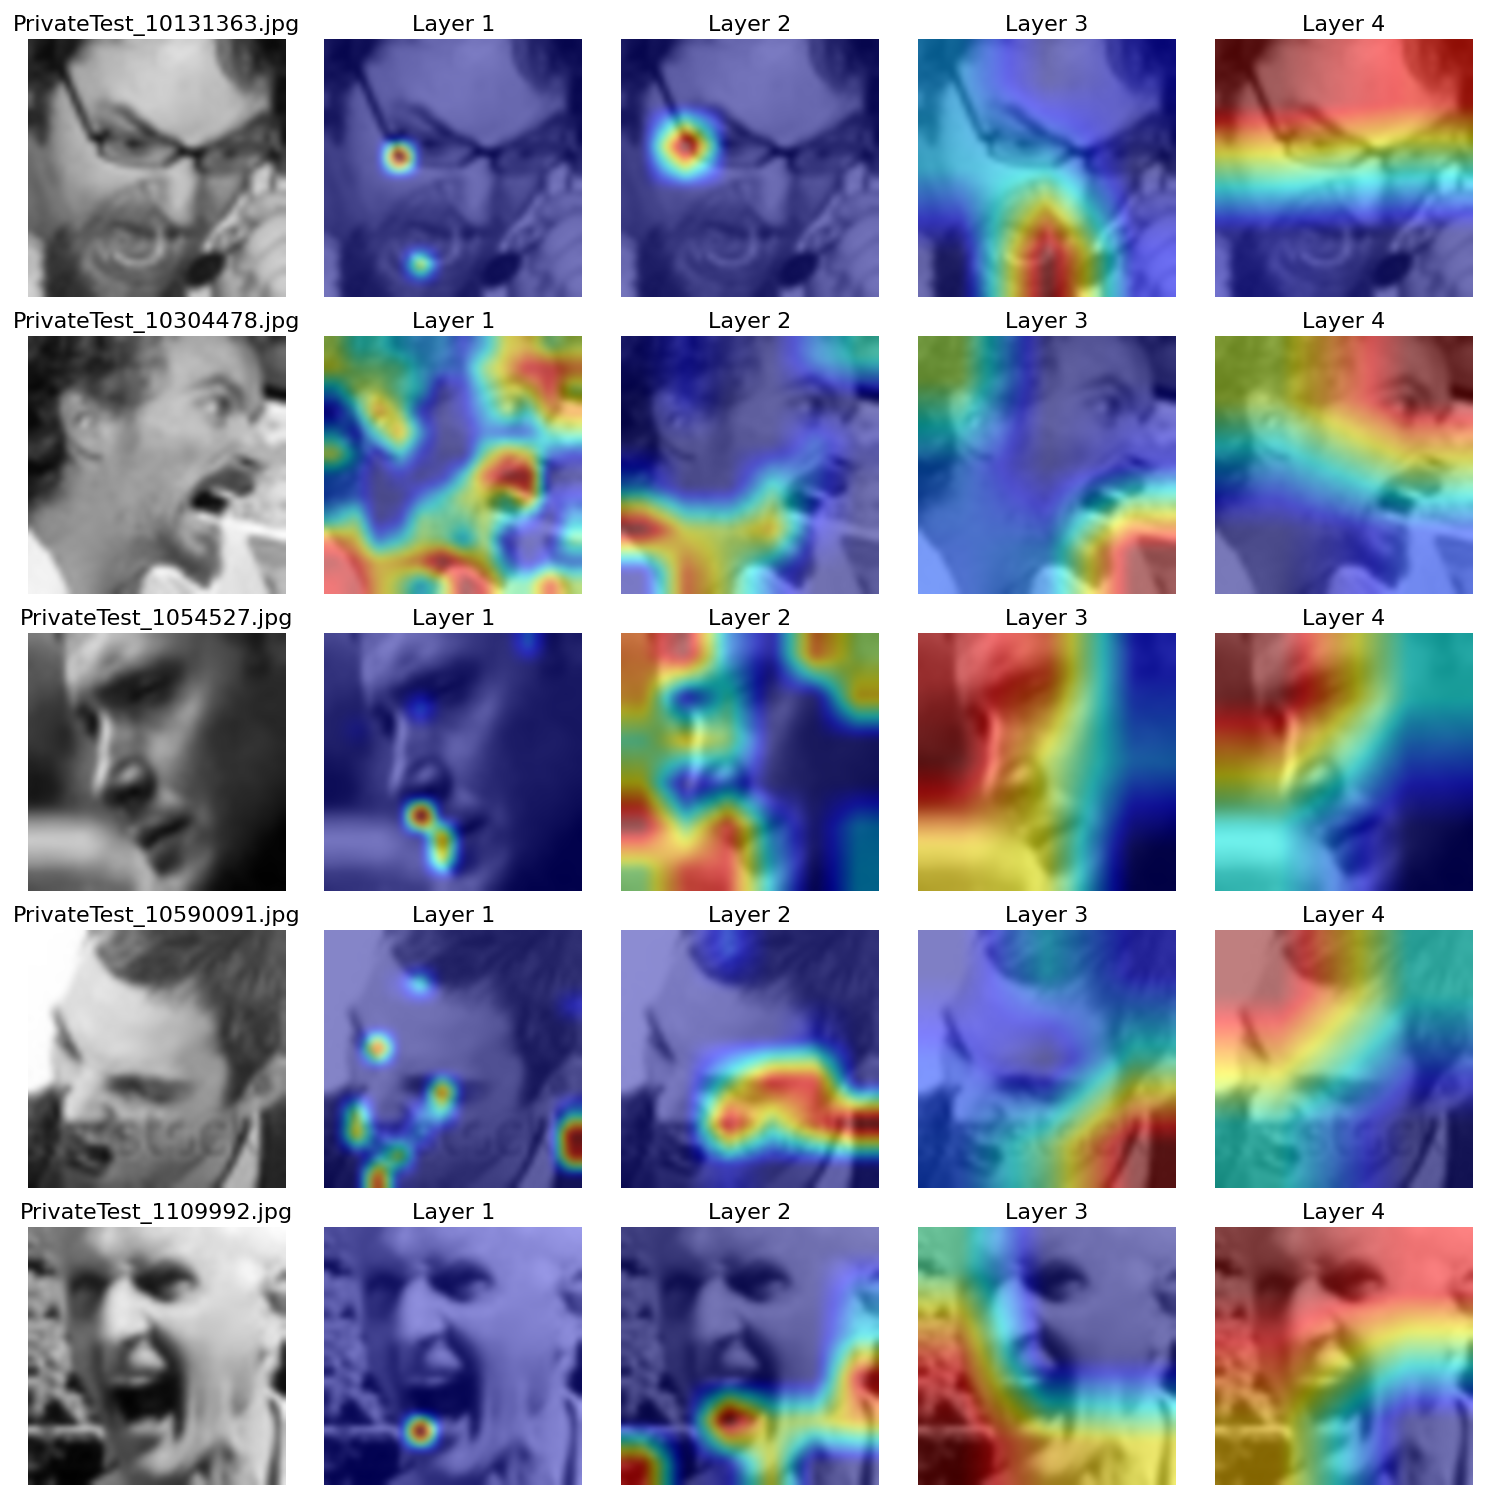 PrivateTest_10131363.jpg Layer 1 Layer 2 Layer 3 Layer 4
PrivateTest_10304478.jpg Layer 1 Layer 2 Layer 3 Layer 4
PrivateTest_1054527.jpg Layer 1 Layer 2 Layer 3 Layer 4
PrivateTest_10590091.jpg Layer 1 Layer 2 Layer 3 Layer 4
PrivateTest_1109992.jpg Layer 1 Layer 2 Layer 3 Layer 4